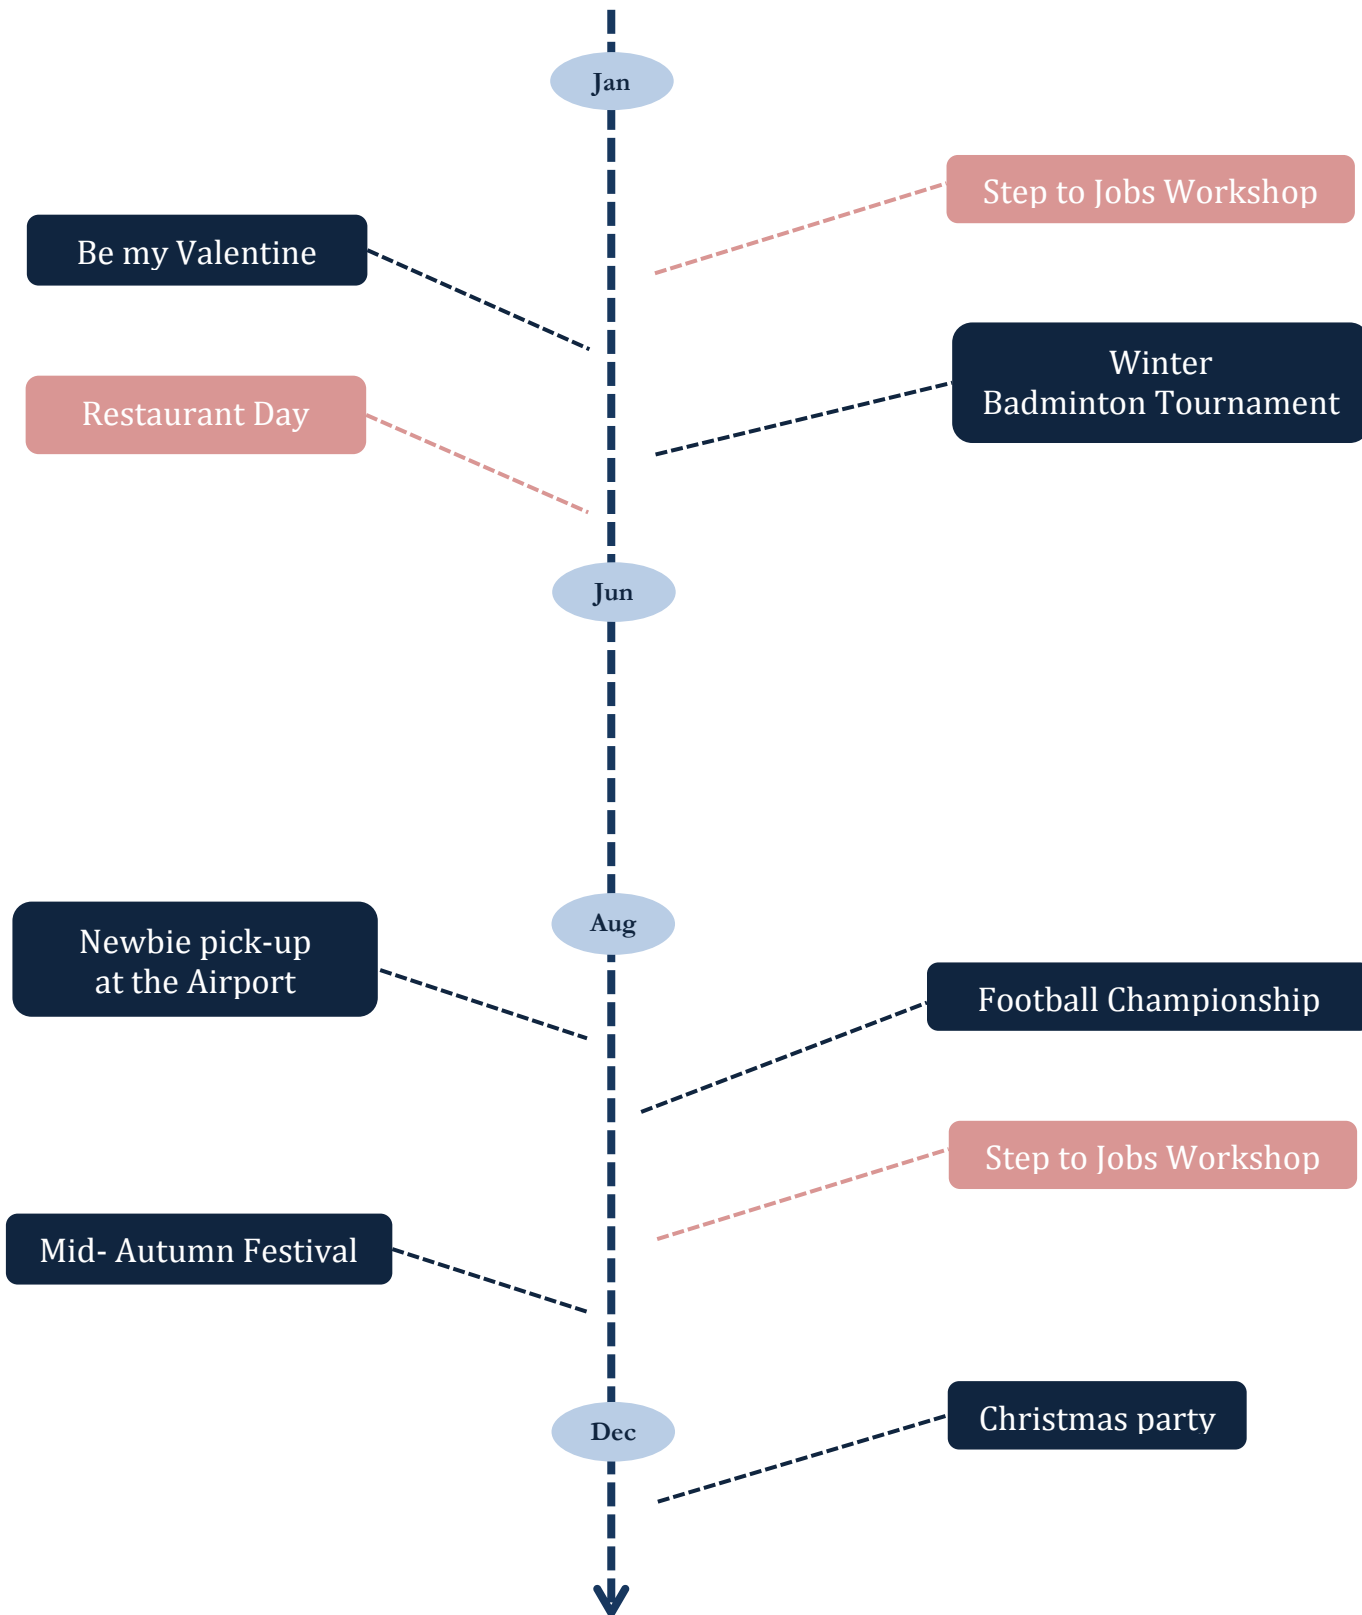 Jan
Step to Jobs Workshop
Be my Valentine
Winter
Badminton Tournament
Restaurant Day
Jun
Aug
Newbie pick-up
at the Airport
Football Championship
Step to Jobs Workshop
Mid- Autumn Festival
Christmas party
Dec